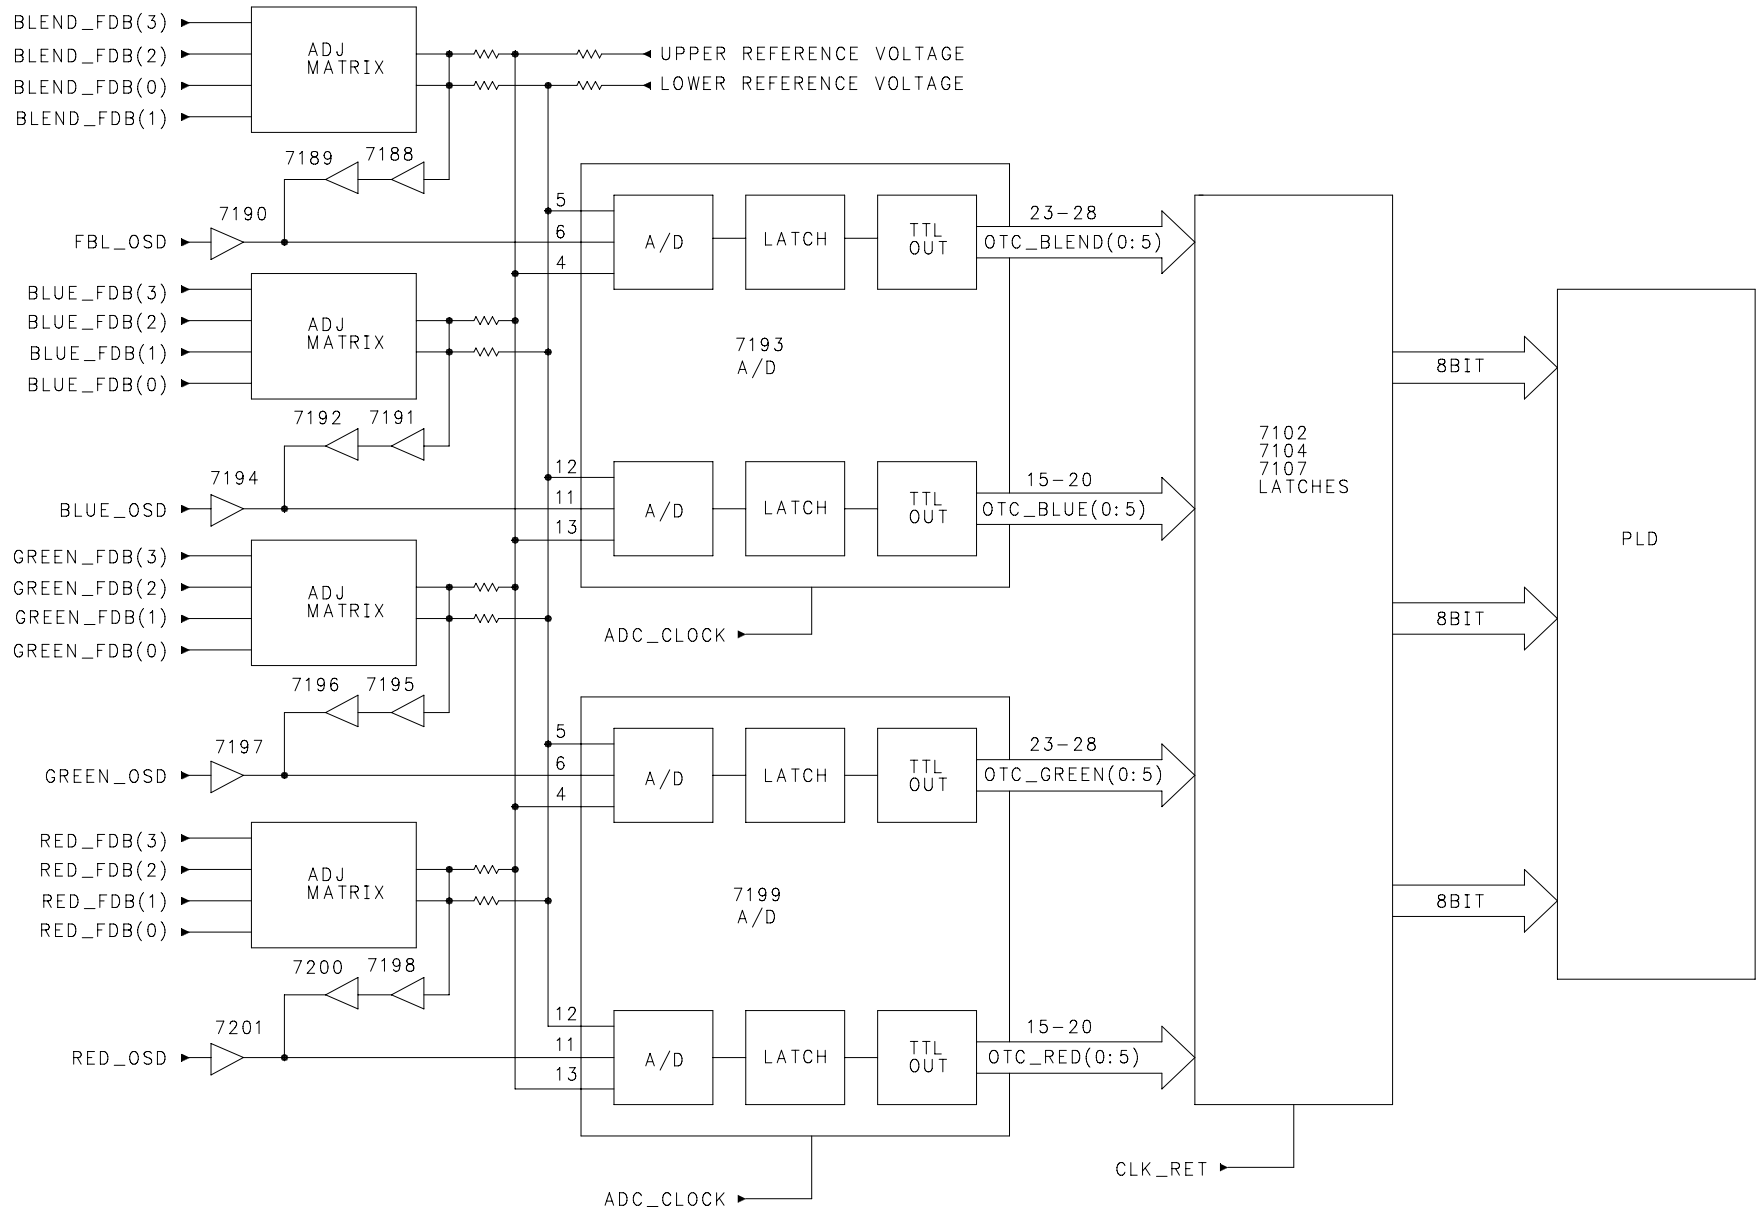 BLEND_FDB(3)
BLEND_FDB(2)
BLEND_FDB(0)
BLEND_FDB(1)
ADJ
MATRIX
UPPER REFERENCE VOLTAGE
LOWER REFERENCE VOLTAGE
7189
7188
7190
FBL_OSD
BLUE_FDB(3)
BLUE_FDB(2)
BLUE_FDB(1)
BLUE_FDB(0)
ADJ
MATRIX
7192
7191
7194
BLUE_OSD
GREEN_FDB(3)
GREEN_FDB(2)
GREEN_FDB(1)
GREEN_FDB(0)
ADJ
MATRIX
7196
7195
7197
GREEN_OSD
RED_FDB(3)
RED_FDB(2)
RED_FDB(1)
RED_FDB(0)
ADJ
MATRIX
7200
7198
7201
RED_OSD
5
6
4
A/D
LATCH
TTL
OUT
23-28
OTC_BLEND(0:5)
7193
A/D
12
11
13
A/D
LATCH
TTL
OUT
15-20
OTC_BLUE(0:5)
ADC_CLOCK
5
6
4
A/D
LATCH
TTL
OUT
23-28
OTC_GREEN(0:5)
7199
A/D
12
11
13
A/D
LATCH
TTL
OUT
15-20
OTC_RED(0:5)
ADC_CLOCK
7102
7104
7107
LATCHES
CLK_RET
8BIT
8BIT
8BIT
PLD